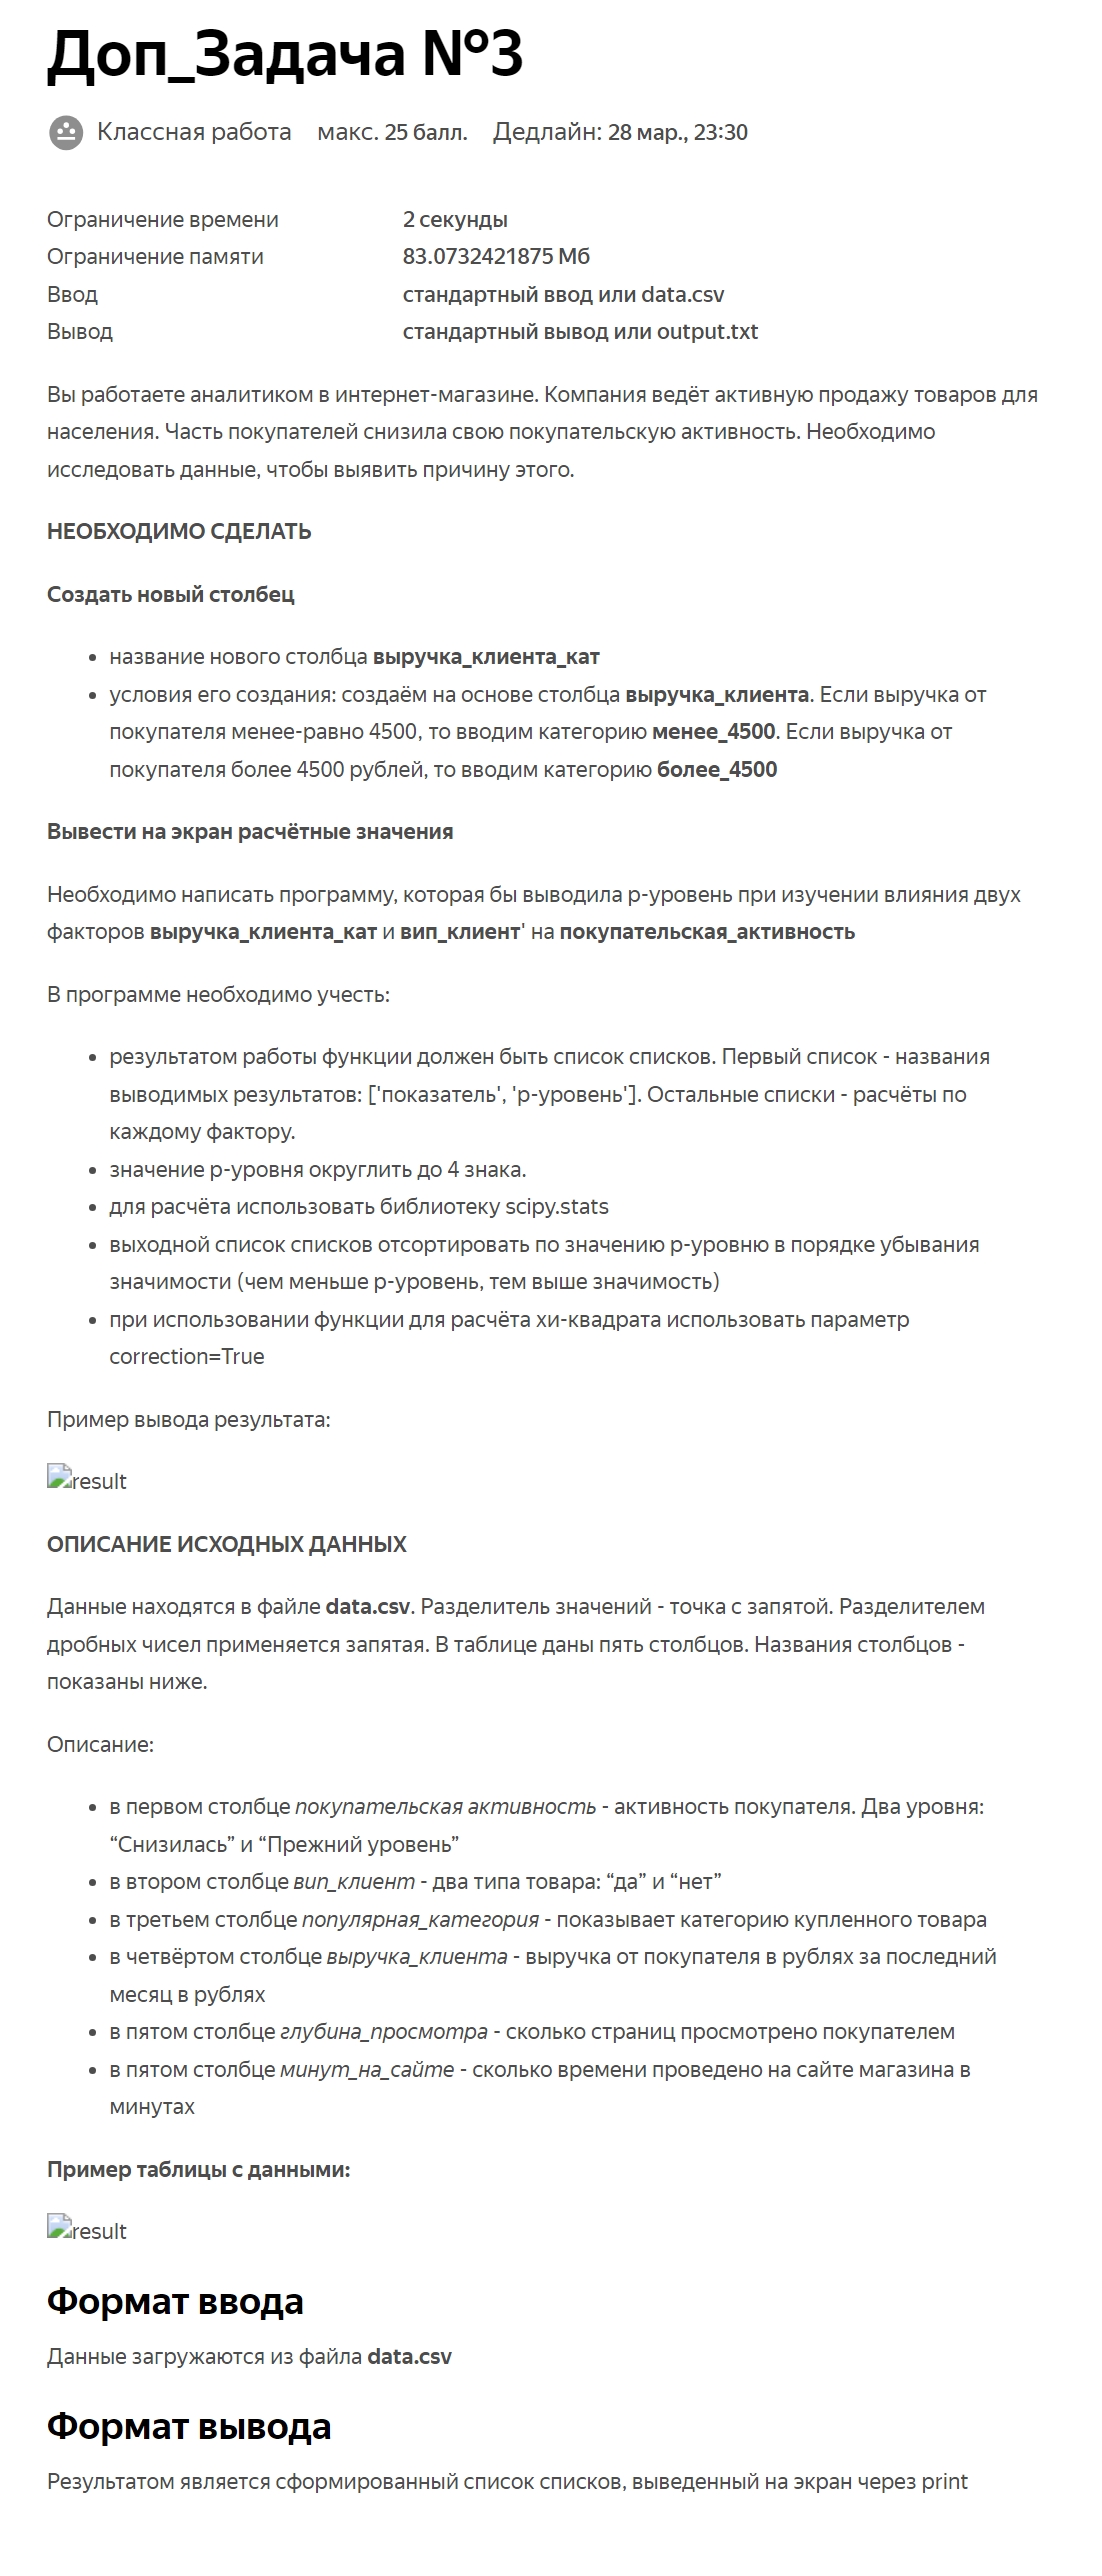 Доп_Задача №3
Классная работа макс. 25 балл. Дедлайн: 28 мар., 23:30
Ограничение времени 2 секунды
Ограничение памяти 83.0732421875 Мб
Ввод стандартный ввод или data.csv
Вывод стандартный вывод или output.txt
Вы работаете аналитиком в интернет-магазине. Компания ведёт активную продажу товаров для
населения. Часть покупателей снизила свою покупательскую активность. Необходимо
исследовать данные, чтобы выявить причину этого.
НЕОБХОДИМО СДЕЛАТЬ
Создать новый столбец
• название нового столбца выручка_клиента_кат
• условия его создания: создаём на основе столбца выручка_клиента. Если выручка от
покупателя менее-равно 4500, то вводим категорию менее_4500. Если выручка от
покупателя более 4500 рублей, то вводим категорию более_4500
Вывести на экран расчётные значения
Необходимо написать программу, которая бы выводила p-уровень при изучении влияния двух
факторов выручка_клиента_кат и вип_клиент' на покупательская_активность
В программе необходимо учесть:
• результатом работы функции должен быть список списков. Первый список - названия
выводимых результатов: ['показатель', 'p-уровень']. Остальные списки - расчёты по
каждому фактору.
• значение p-уровня округлить до 4 знака.
• для расчёта использовать библиотеку scipy.stats
• выходной список списков отсортировать по значению p-уровню в порядке убывания
значимости (чем меньше p-уровень, тем выше значимость)
• при использовании функции для расчёта хи-квадрата использовать параметр
correction=True
Пример вывода результата:
result
ОПИСАНИЕ ИСХОДНЫХ ДАННЫХ
Данные находятся в файле data.csv. Разделитель значений - точка с запятой. Разделителем
дробных чисел применяется запятая. В таблице даны пять столбцов. Названия столбцов -
показаны ниже.
Описание:
• в первом столбце покупательская активность - активность покупателя. Два уровня:
“Снизилась” и “Прежний уровень”
• в втором столбце вип_клиент - два типа товара: “да” и “нет”
• в третьем столбце популярная_категория - показывает категорию купленного товара
• в четвёртом столбце выручка_клиента - выручка от покупателя в рублях за последний
месяц в рублях
• в пятом столбце глубина_просмотра - сколько страниц просмотрено покупателем
• в пятом столбце минут_на_сайте - сколько времени проведено на сайте магазина в
минутах
Пример таблицы с данными:
result
Формат ввода
Данные загружаются из файла data.csv
Формат вывода
Результатом является сформированный список списков, выведенный на экран через print